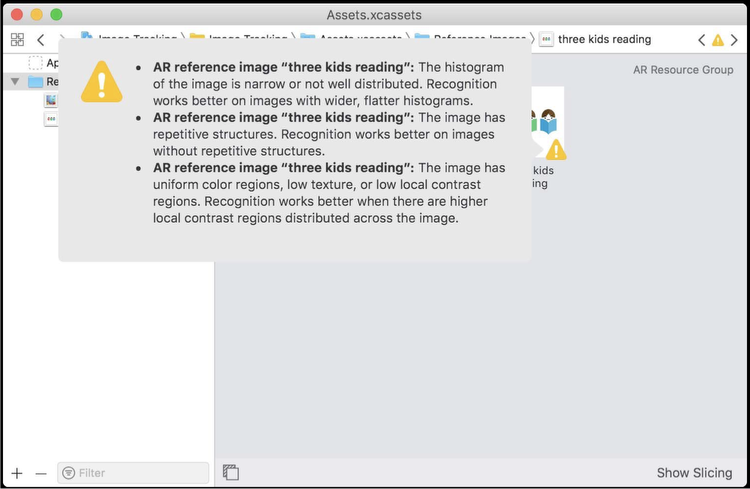 Assets.xcassets
Image Tracking
Image Tracking
Assets.xcassets
Reference Images
three kids reading
Ap
Re
AR Resource Group
• AR reference image “three kids reading”: The histogram
of the image is narrow or not well distributed. Recognition
works better on images with wider, flatter histograms.
• AR reference image “three kids reading”: The image has
repetitive structures. Recognition works better on images
without repetitive structures.
• AR reference image “three kids reading”: The image has
uniform color regions, low texture, or low local contrast
regions. Recognition works better when there are higher
local contrast regions distributed across the image.
kids
ing
Filter
Show Slicing